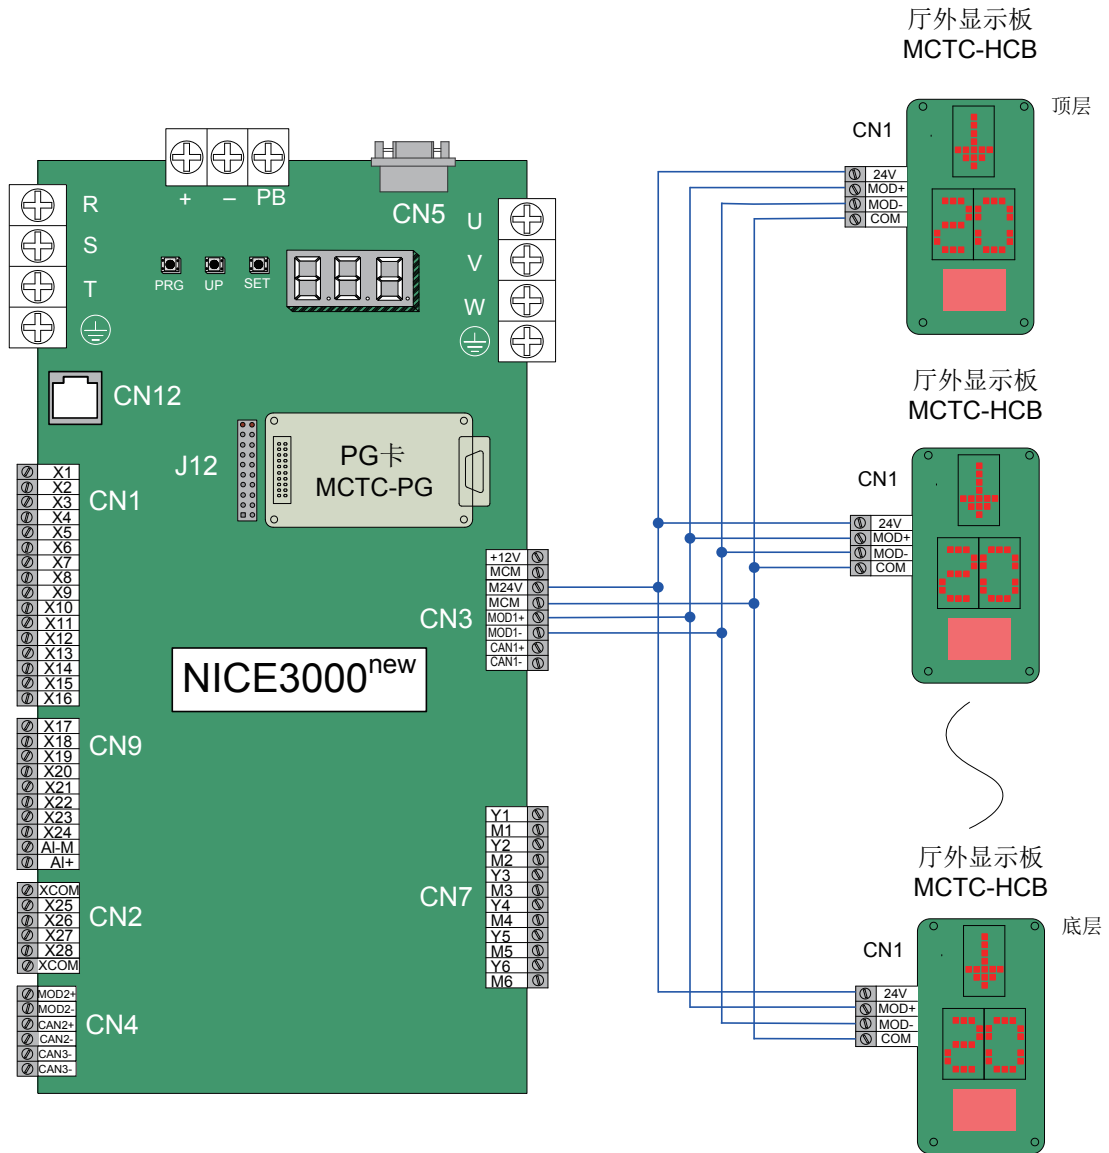 厅外显示板
MCTC-HCB
顶层
CN1
24V
MOD+
MOD-
COM
+
–
PB
CN5
R
S
T
U
V
W
PRG
UP
SET
CN12
J12
PG卡
MCTC-PG
CN1
X1
X2
X3
X4
X5
X6
X7
X8
X9
X10
X11
X12
X13
X14
X15
X16
CN9
X17
X18
X19
X20
X21
X22
X23
X24
AI-M
AI+
CN2
XCOM
X25
X26
X27
X28
XCOM
CN4
MOD2+
MOD2-
CAN2+
CAN2-
CAN3-
CAN3-
NICE3000new
CN3
+12V
MCM
M24V
MCM
MOD1+
MOD1-
CAN1+
CAN1-
CN7
Y1
M1
Y2
M2
Y3
M3
Y4
M4
Y5
M5
Y6
M6
20
厅外显示板
MCTC-HCB
CN1
24V
MOD+
MOD-
COM
20
厅外显示板
MCTC-HCB
底层
CN1
24V
MOD+
MOD-
COM
20